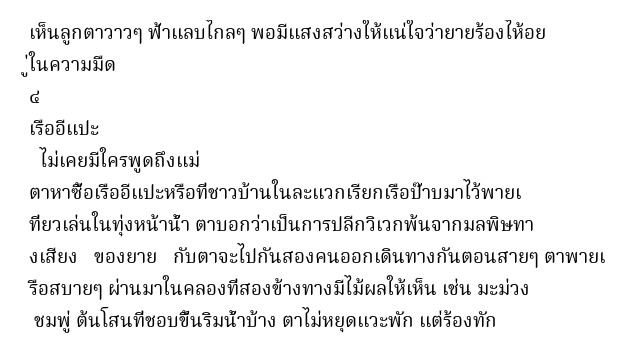 เห็นลูกตาวาวๆ ฟ้าแลบไกลๆ พอมีแสงสว่างให้แน่ใจว่ายายร้องไห้อย
ู่ในความมืด
๔
เรืออีแปะ
ไม่เคยมีใครพูดถึงแม่
ตาหาซื้อเรืออีแปะหรือที่ชาวบ้านในละแวกเรียกเรือป๊าบมาไว้พายเ
ที่ยวเล่นในทุ่งหน้าน้ำ ตาบอกว่าเป็นการปลีกวิเวกพ้นจากมลพิษทา
งเสียง ของยาย กับตาจะไปกันสองคนออกเดินทางกันตอนสายๆ ตาพายเ
รือสบายๆ ผ่านมาในคลองที่สองข้างทางมีไม้ผลให้เห็น เช่น มะม่วง
ชมพู่ ต้นโสนที่ชอบขึ้นริมน้ำบ้าง ตาไม่หยุดแวะพัก แต่ร้องทัก